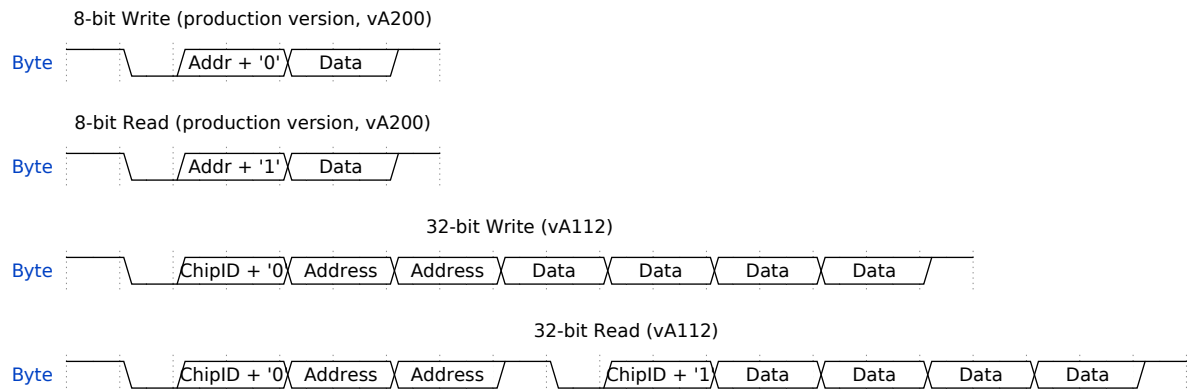 8-bit Write (production version, vA200)
Byte Addr + '0' Data
8-bit Read (production version, vA200)
Byte Addr + '1' Data
32-bit Write (vA112)
Byte ChipID + '0 Address Address Data Data Data Data
32-bit Read (vA112)
Byte ChipID + '0 Address Address ChipID + '1 Data Data Data Data